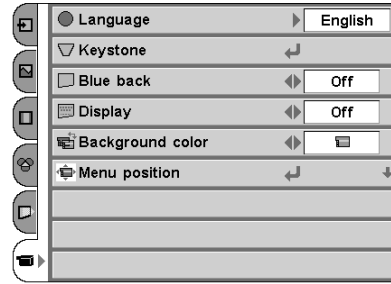 Language English
Keystone
Blue back Off
Display Off
Background color
Menu position